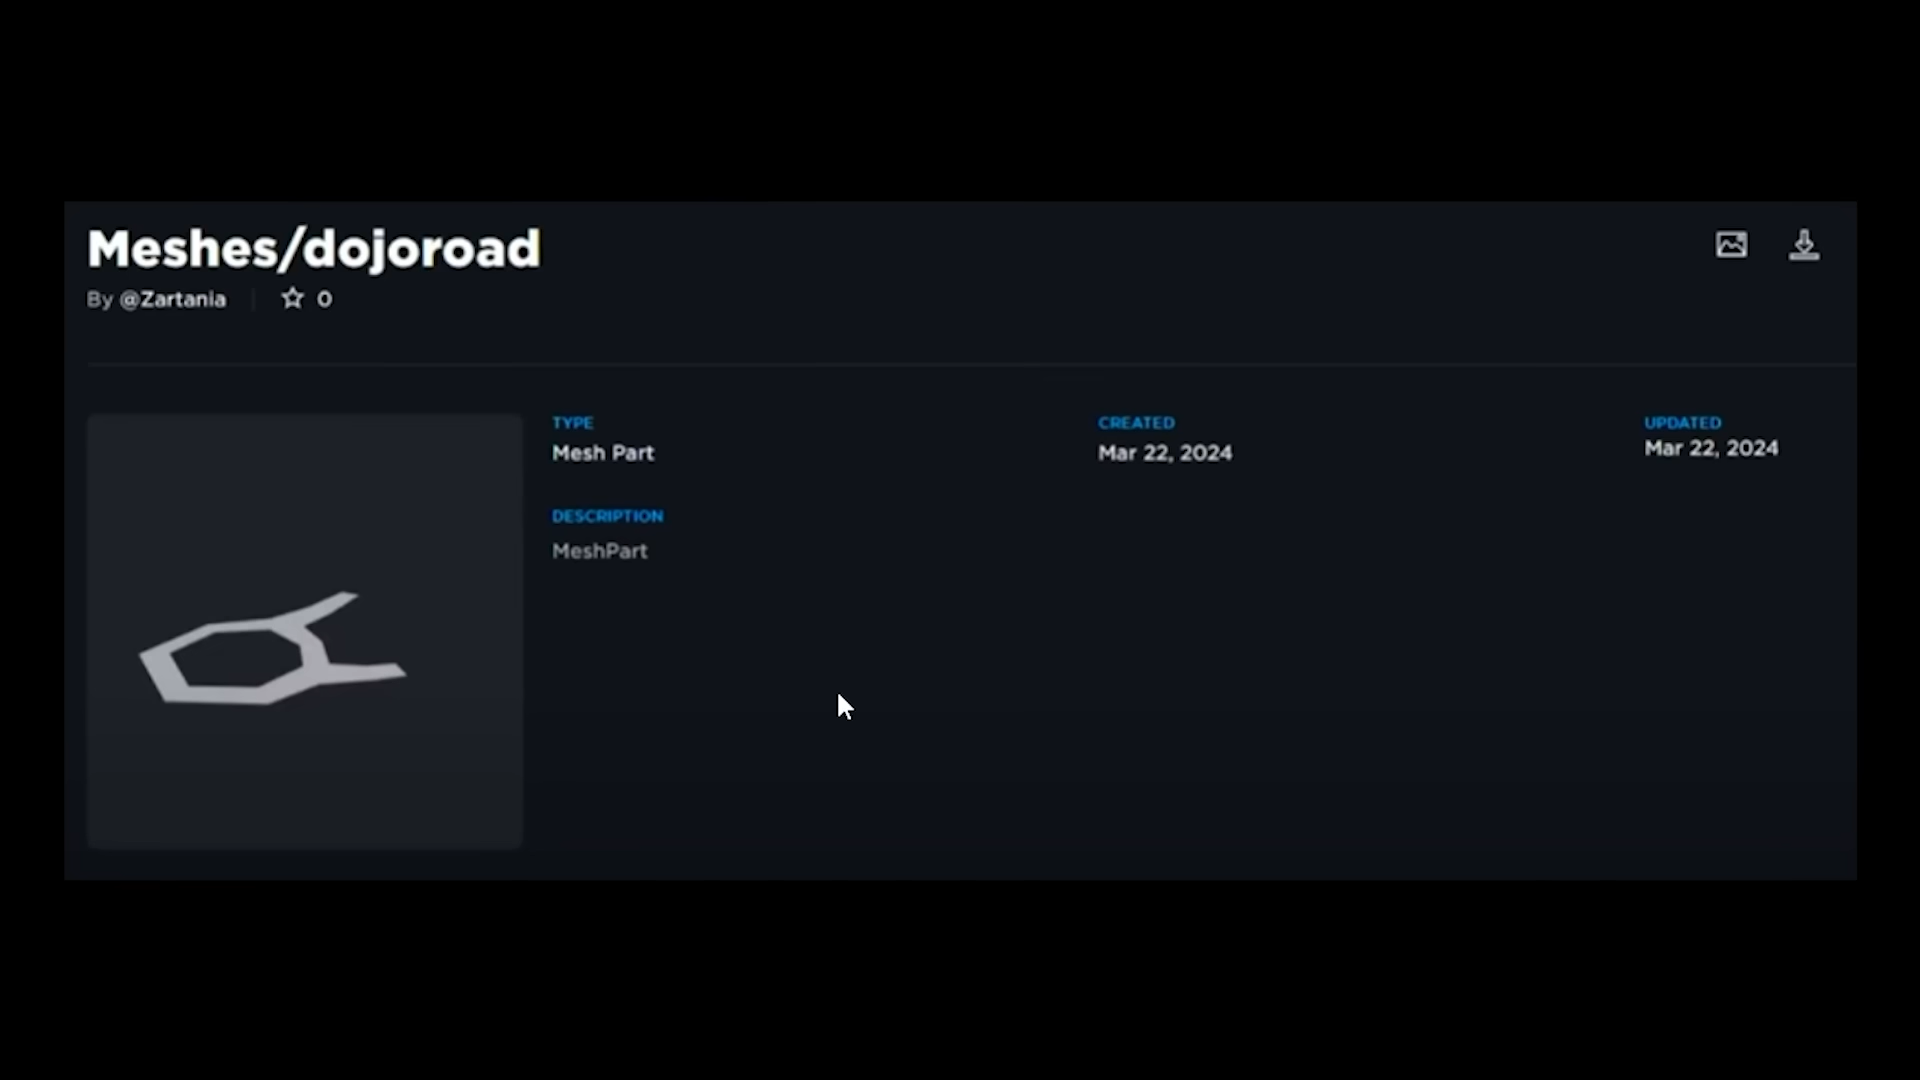 Meshes/dojoroad
By @Zartania
0
TYPE
Mesh Part
CREATED
Mar 22, 2024
UPDATED
Mar 22, 2024
DESCRIPTION
MeshPart